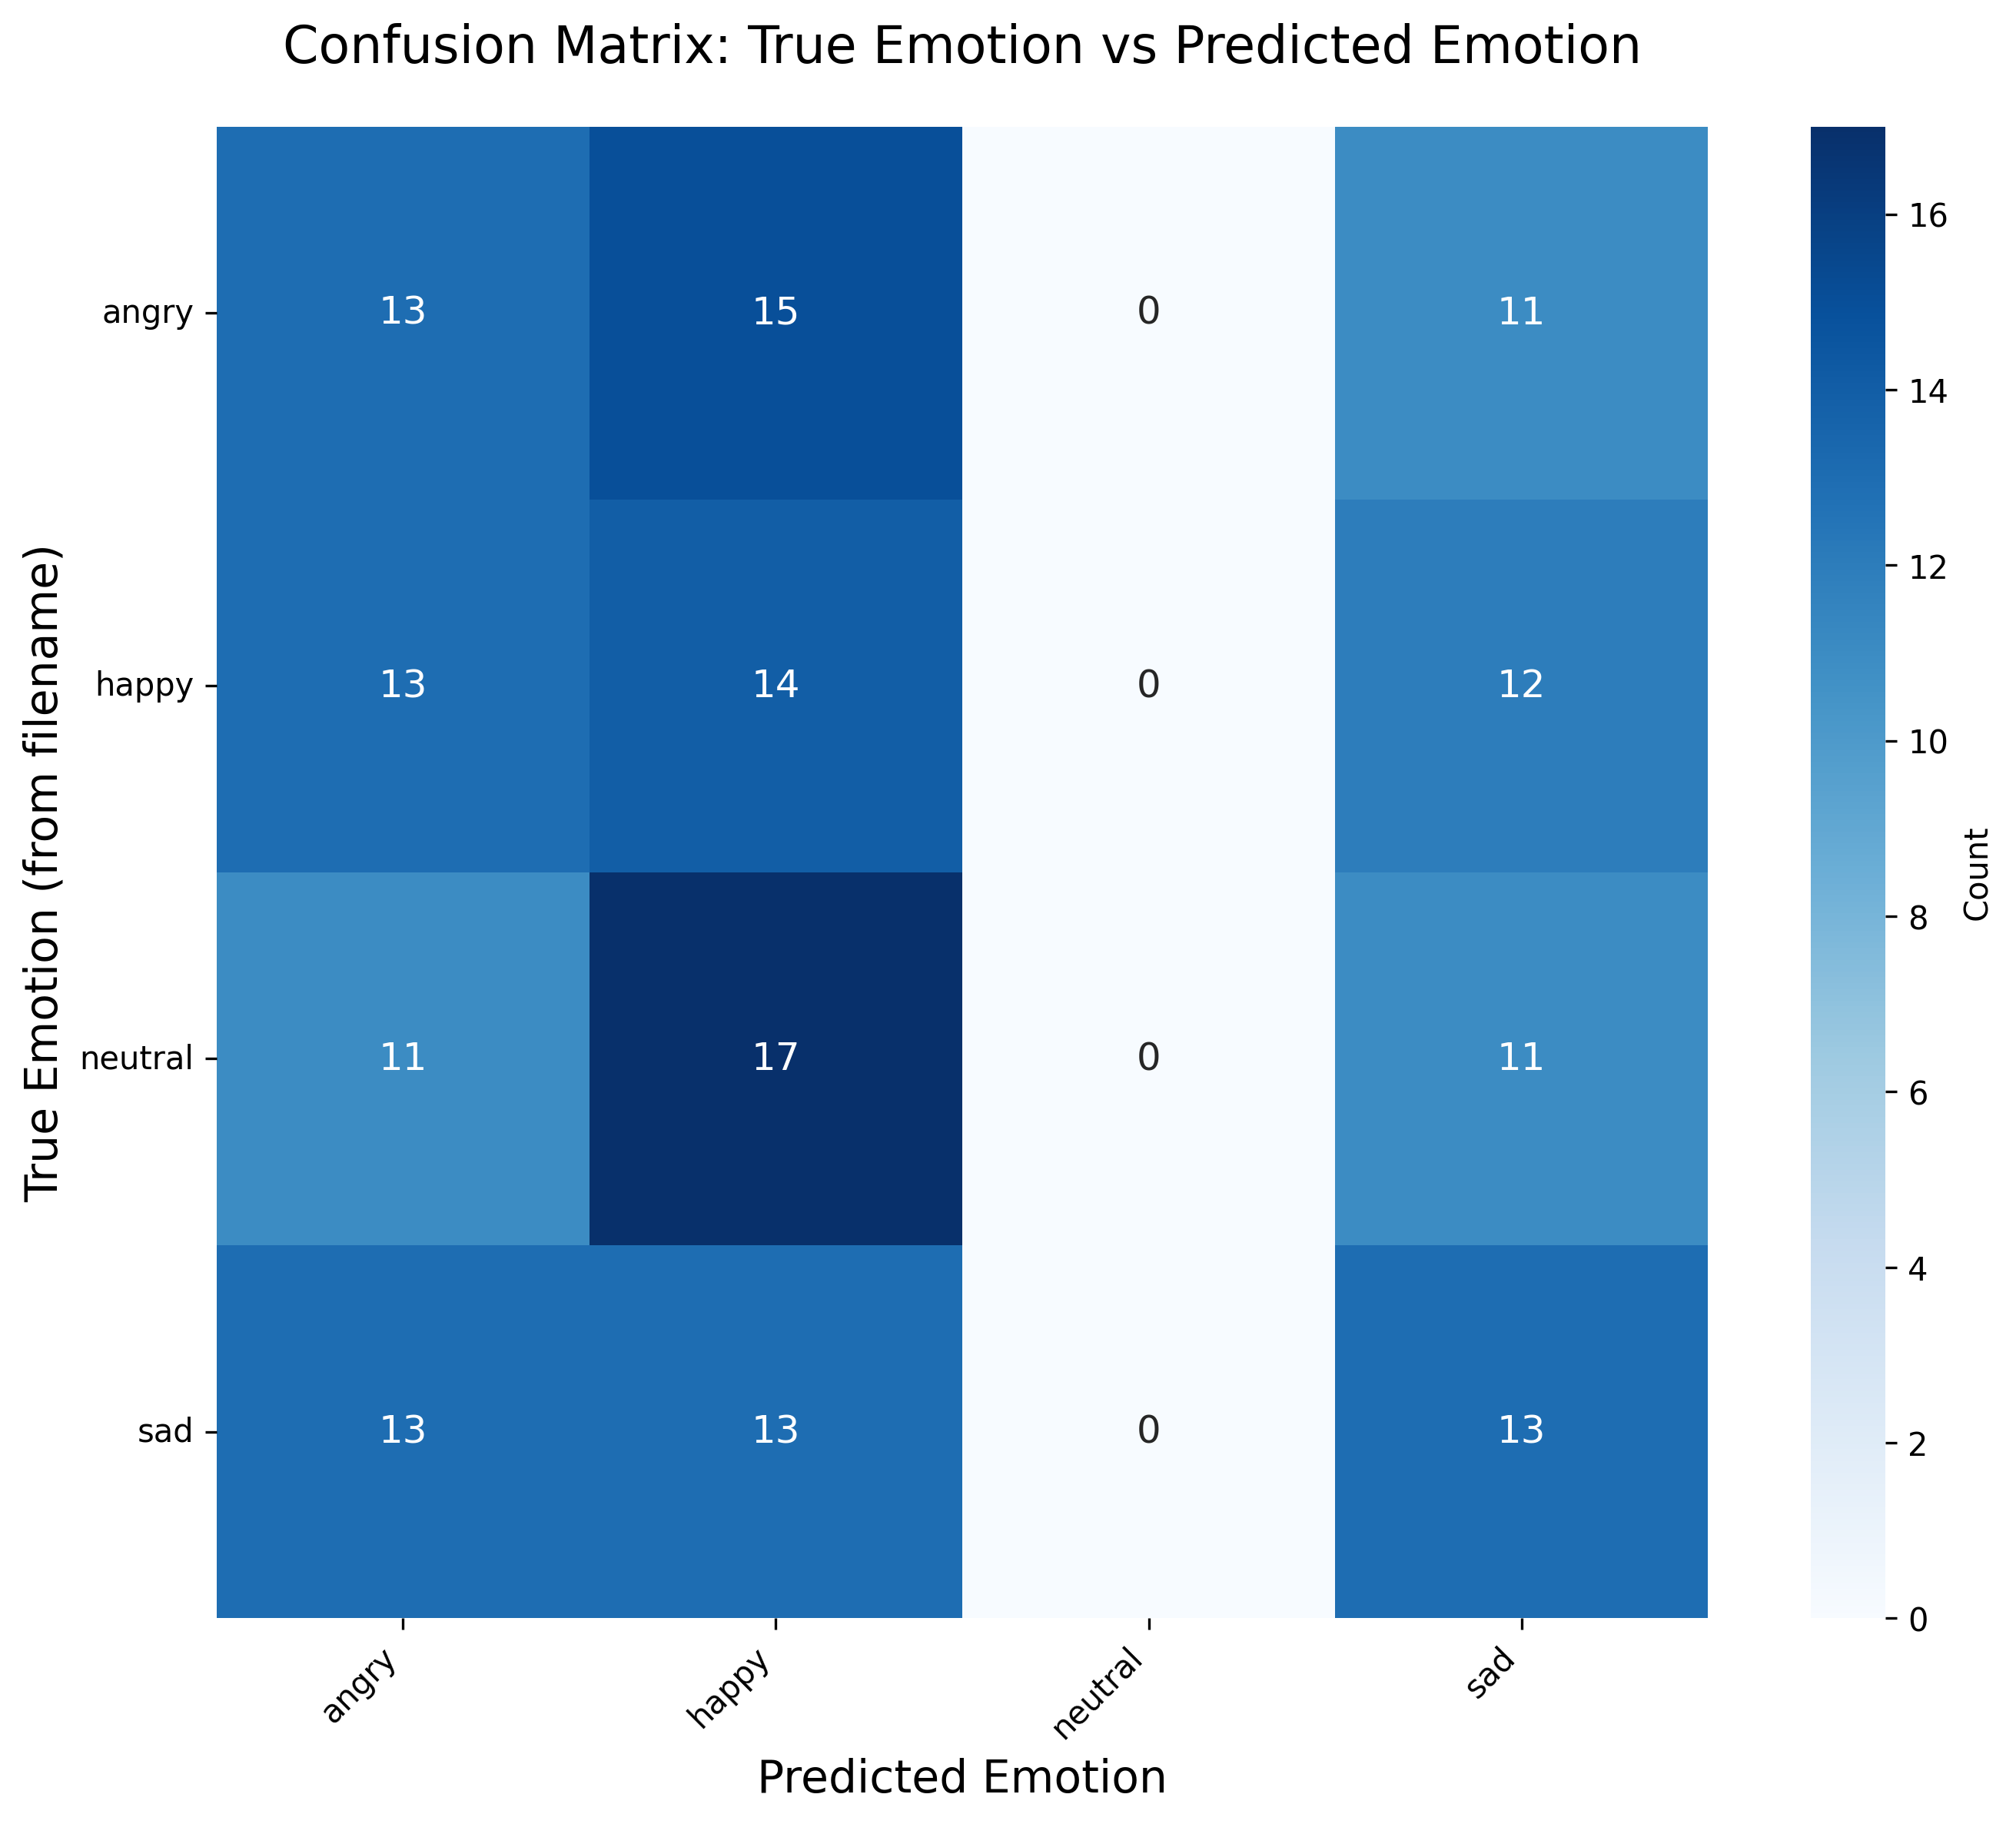 Confusion Matrix: True Emotion vs Predicted Emotion
True Emotion (from filename)
angry
13
15
0
11
happy
13
14
0
12
neutral
11
17
0
11
sad
13
13
0
13
angry
happy
neutral
sad
Predicted Emotion
16
14
12
10
8
6
4
2
0
Count